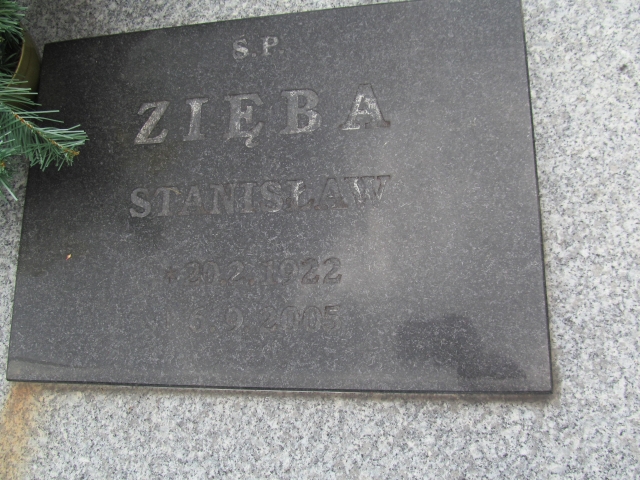 Ś.P.
ZIĘBA
STANISŁAW
* 20.2.1922
6.9.2005